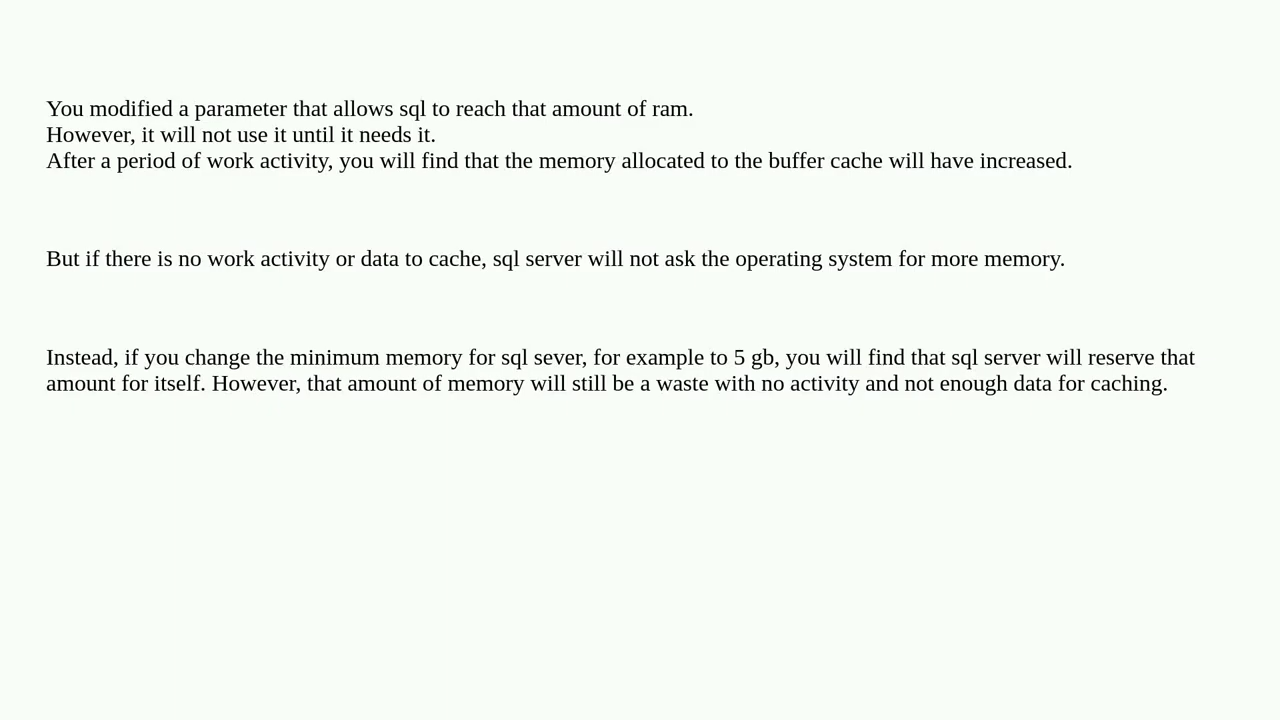 You modified a parameter that allows sql to reach that amount of ram.
However, it will not use it until it needs it.
After a period of work activity, you will find that the memory allocated to the buffer cache will have increased.
But if there is no work activity or data to cache, sql server will not ask the operating system for more memory.
Instead, if you change the minimum memory for sql sever, for example to 5 gb, you will find that sql server will reserve that
amount for itself. However, that amount of memory will still be a waste with no activity and not enough data for caching.